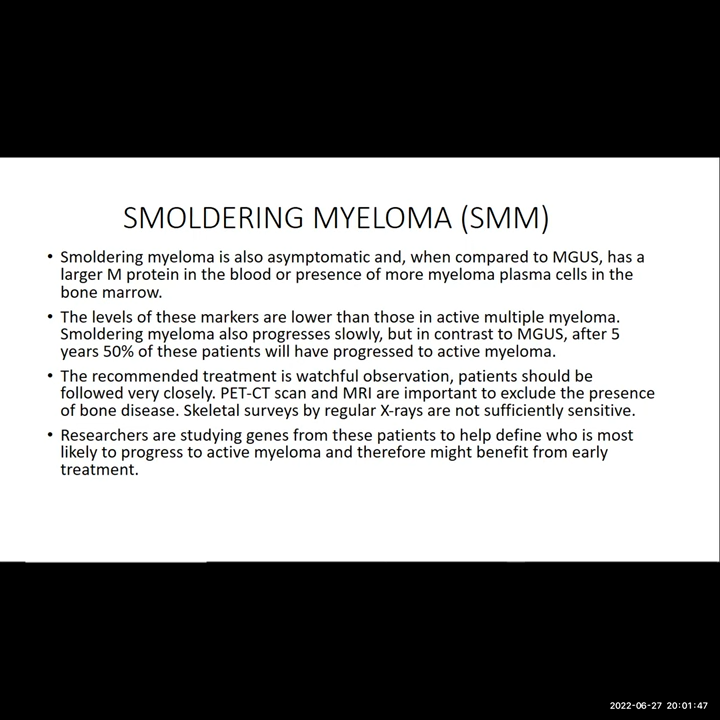 SMOLDERING MYELOMA (SMM)
• Smoldering myeloma is also asymptomatic and, when compared to MGUS, has a
larger M protein in the blood or presence of more myeloma plasma cells in the
bone marrow.
• The levels of these markers are lower than those in active multiple myeloma.
Smoldering myeloma also progresses slowly, but in contrast to MGUS, after 5
years 50% of these patients will have progressed to active myeloma.
• The recommended treatment is watchful observation, patients should be
followed very closely. PET-CT scan and MRI are important to exclude the presence
of bone disease. Skeletal surveys by regular X-rays are not sufficiently sensitive.
• Researchers are studying genes from these patients to help define who is most
likely to progress to active myeloma and therefore might benefit from early
treatment.
2022-06-27 20:01:47